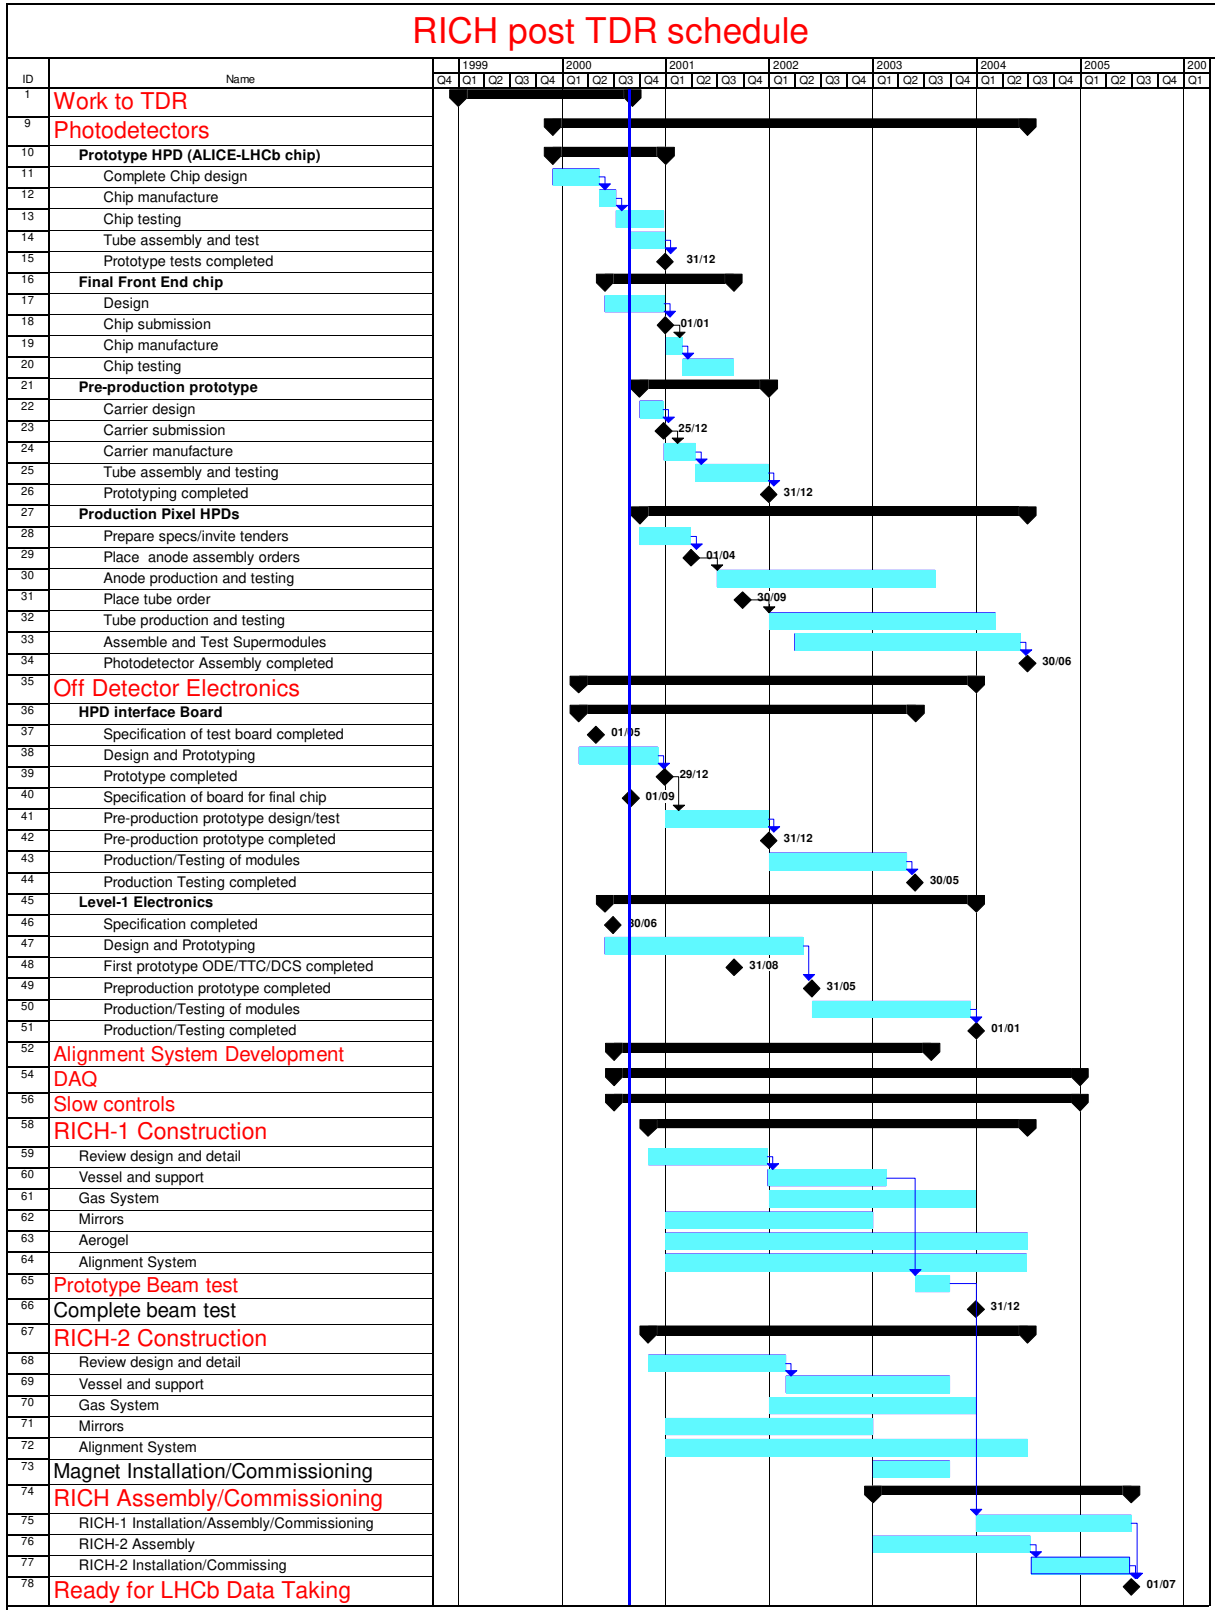 RICH post TDR schedule
1999 2000 2001 2002 2003 2004 2005 200
ID Name Q4 Q1 Q2 Q3 Q4 Q1 Q2 Q3 Q4 Q1 Q2 Q3 Q4 Q1 Q2 Q3 Q4 Q1 Q2 Q3 Q4 Q1 Q2 Q3 Q4 Q1 Q2 Q3 Q4 Q1
1 Work to TDR
9 Photodetectors
10 Prototype HPD (ALICE-LHCb chip)
11 Complete Chip design
12 Chip manufacture
13 Chip testing
14 Tube assembly and test
15 Prototype tests completed 31/12
16 Final Front End chip
17 Design
18 Chip submission 01/01
19 Chip manufacture
20 Chip testing
21 Pre-production prototype
22 Carrier design
23 Carrier submission 25/12
24 Carrier manufacture
25 Tube assembly and testing
26 Prototyping completed 31/12
27 Production Pixel HPDs
28 Prepare specs/invite tenders
29 Place anode assembly orders 01/04
30 Anode production and testing
31 Place tube order 30/09
32 Tube production and testing
33 Assemble and Test Supermodules
34 Photodetector Assembly completed 30/06
35 Off Detector Electronics
36 HPD interface Board
37 Specification of test board completed 01/05
38 Design and Prototyping
39 Prototype completed 29/12
40 Specification of board for final chip 01/09
41 Pre-production prototype design/test
42 Pre-production prototype completed 31/12
43 Production/Testing of modules
44 Production Testing completed 30/05
45 Level-1 Electronics
46 Specification completed 30/06
47 Design and Prototyping
48 First prototype ODE/TTC/DCS completed 31/08
49 Preproduction prototype completed 31/05
50 Production/Testing of modules
51 Production/Testing completed 01/01
52 Alignment System Development
54 DAQ
56 Slow controls
58 RICH-1 Construction
59 Review design and detail
60 Vessel and support
61 Gas System
62 Mirrors
63 Aerogel
64 Alignment System
65 Prototype Beam test
66 Complete beam test 31/12
67 RICH-2 Construction
68 Review design and detail
69 Vessel and support
70 Gas System
71 Mirrors
72 Alignment System
73 Magnet Installation/Commissioning
74 RICH Assembly/Commissioning
75 RICH-1 Installation/Assembly/Commissioning
76 RICH-2 Assembly
77 RICH-2 Installation/Commissing
78 Ready for LHCb Data Taking 01/07